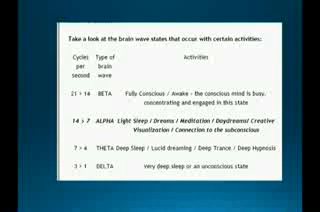 Take a look at the brain wave states that occur with certain activities:
Cycles per second Type of brain wave Activities
21 > 14 BETA Fully Conscious / Awake - the conscious mind is busy, concentrating and engaged in this state
14 > 7 ALPHA Light Sleep / Dreams / Meditation / Daydreams/ Creative Visualization / Connection to the subconscious
7 > 4 THETA Deep Sleep / Lucid dreaming / Deep Trance / Deep Hypnosis
3 > 1 DELTA Very deep sleep or an unconscious state